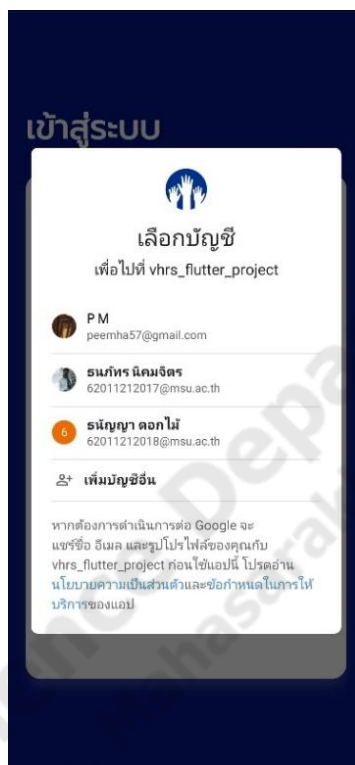 เข้าสู่ระบบ
เลือกบัญชี
เพื่อไปที่ vhrs_flutter_project
P M
peemha57@gmail.com
ธนภัทร นิคมจิตร
62011212017@msu.ac.th
6
ธนัญญา ดอกไม้
62011212018@msu.ac.th
เพิ่มบัญชีอื่น
หากต้องการดำเนินการต่อ Google จะ
แชร์ชื่อ อีเมล และรูปโปรไฟล์ของคุณกับ
vhrs_flutter_project ก่อนใช้แอปนี้ โปรดอ่าน
นโยบายความเป็นส่วนตัวและข้อกำหนดในการให้
บริการของแอป